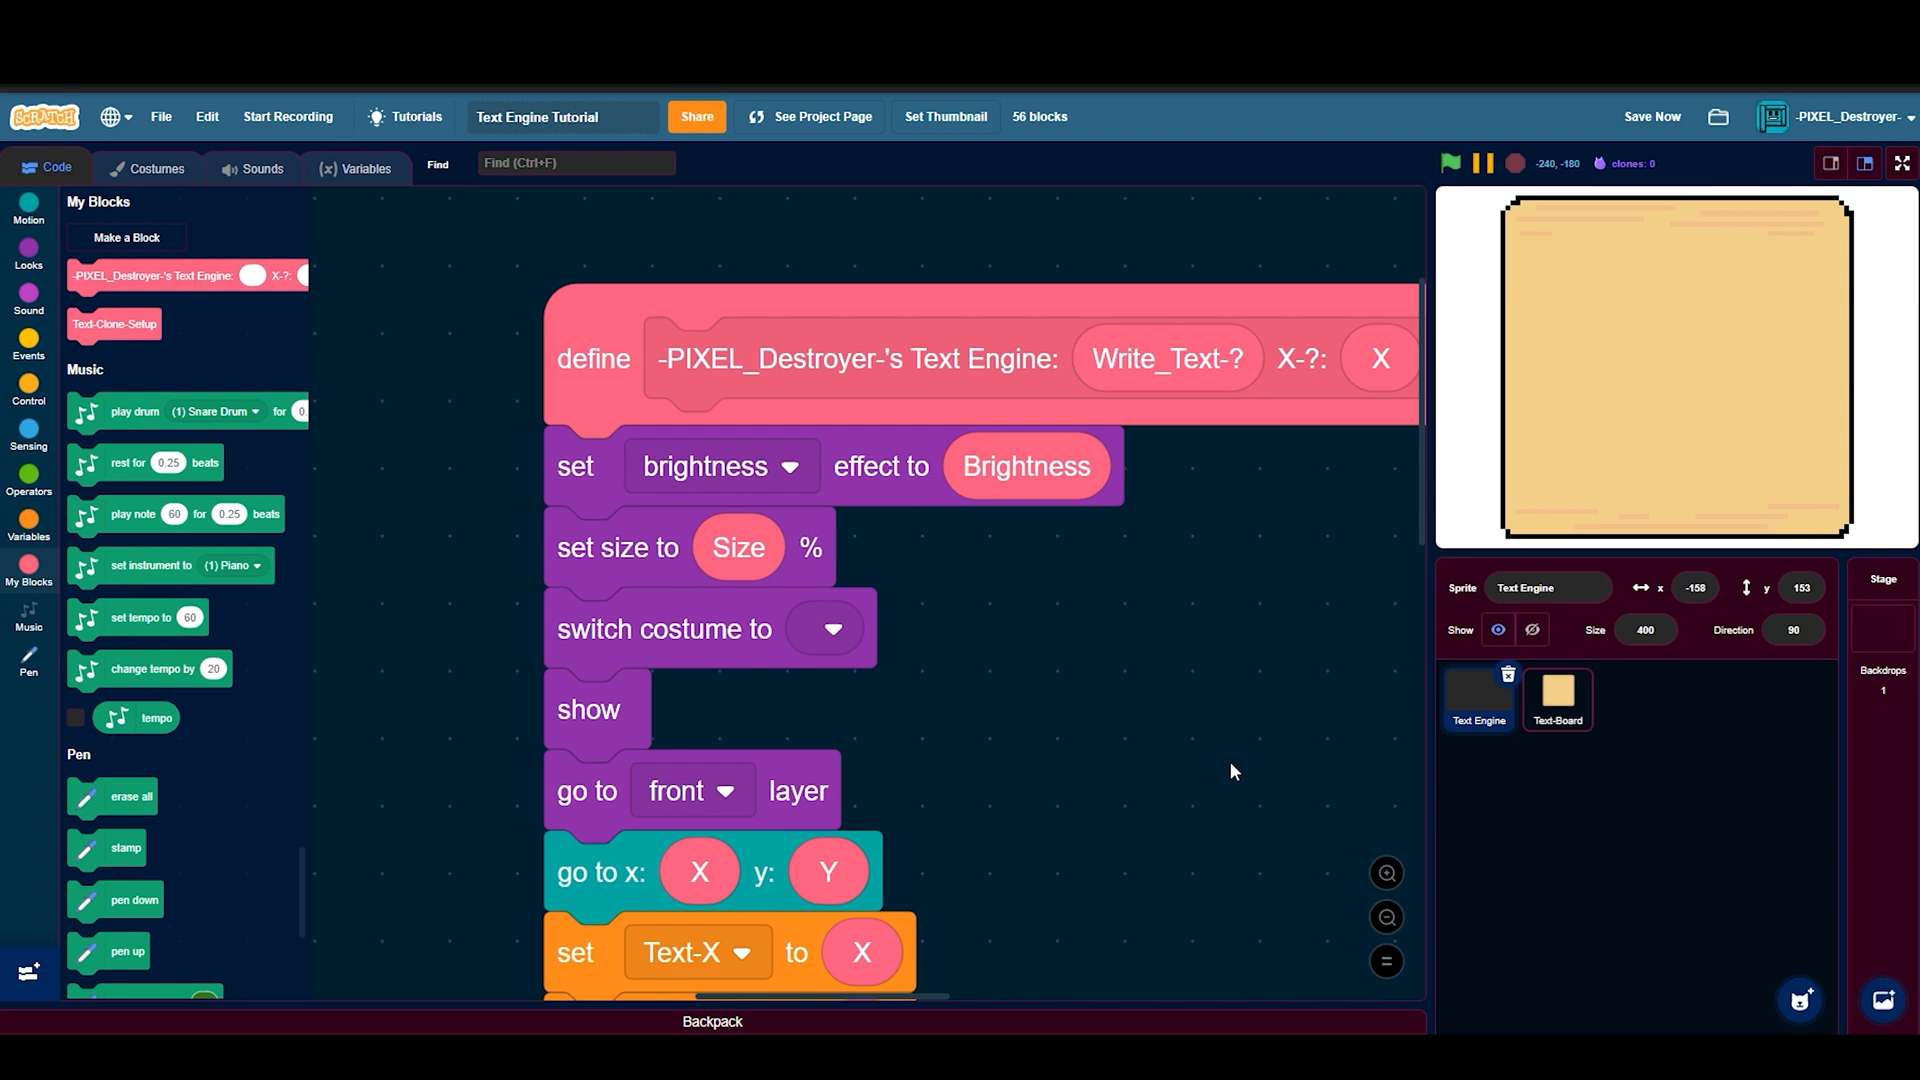 SCRATCH File Edit Start Recording Tutorials Text Engine Tutorial Share See Project Page Set Thumbnail 56 blocks Save Now -PIXEL_Destroyer-
Code Costumes Sounds (x) Variables Find Find (Ctrl+F) -240, -180 clones: 0
Motion
Looks
Sound
Events
Control
Sensing
Operators
Variables
My Blocks
Music
Pen
My Blocks
Make a Block
-PIXEL_Destroyer-'s Text Engine: X-?:
Text-Clone-Setup
Music
play drum (1) Snare Drum for 0.
rest for 0.25 beats
play note 60 for 0.25 beats
set instrument to (1) Piano
set tempo to 60
change tempo by 20
tempo
Pen
erase all
stamp
pen down
pen up
define -PIXEL_Destroyer-'s Text Engine: Write_Text-? X-?: X
set brightness effect to Brightness
set size to Size %
switch costume to
show
go to front layer
go to x: X y: Y
set Text-X to X
Backpack
Sprite Text Engine x -158 y 153
Show Size 400 Direction 90
Text Engine
Text-Board
Stage
Backdrops
1